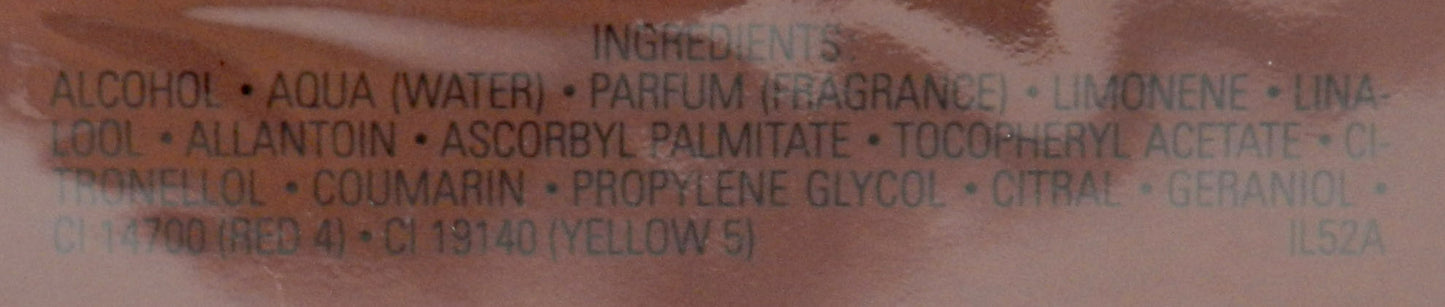 INGREDIENTS
ALCOHOL • AQUA (WATER) • PARFUM (FRAGRANCE) • LIMONENE • LINA-
LOOL • ALLANTOIN • ASCORBYL PALMITATE • TOCOPHERYL ACETATE • CI-
TRONELLOL • COUMARIN • PROPYLENE GLYCOL • CITRAL • GERANIOL •
CI 14700 (RED 4) • CI 19140 (YELLOW 5) IL52A